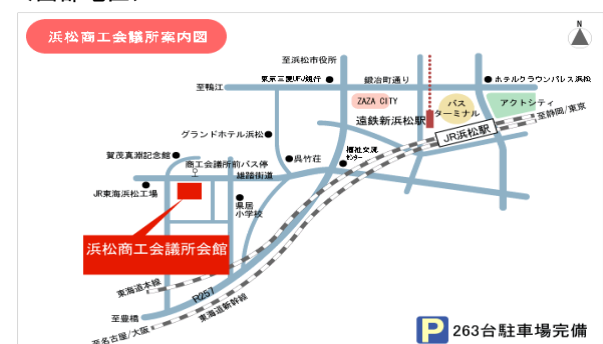 浜松商工会議所案内図
N
至浜松市役所
東京三菱UFJ銀行
鍛冶町通り
ホテルクラウンパレス浜松
至鴨江
ZAZA CITY
バス
ターミナル
アクトシティ
遠鉄新浜松駅
至静岡/東京
JR浜松駅
グランドホテル浜松
賀茂真淵記念館
呉竹荘
福祉交流
センター
商工会議所前バス停
雄踏街道
JR東海浜松工場
県居
小学校
浜松商工会議所会館
東海道本線
R257
東海道新幹線
至豊橋
至名古屋/大阪
P 263台駐車場完備